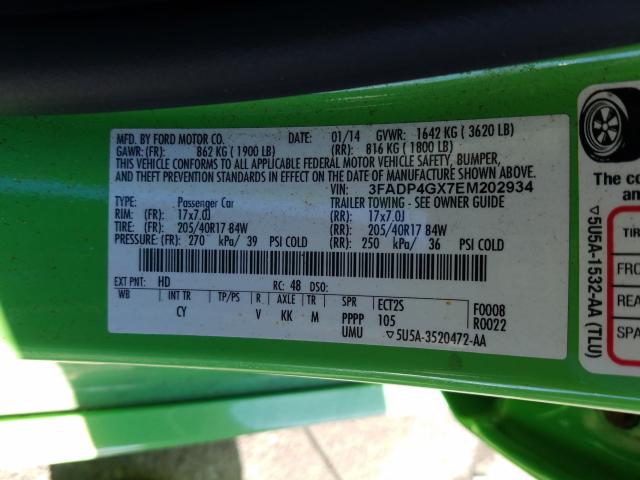 MFD. BY FORD MOTOR CO. DATE: 01/14 GVWR: 1642 KG ( 3620 LB)
GAWR: (FR): 862 KG ( 1900 LB) (RR): 816 KG ( 1800 LB)
THIS VEHICLE CONFORMS TO ALL APPLICABLE FEDERAL MOTOR VEHICLE SAFETY, BUMPER,
AND THEFT PREVENTION STANDARDS IN EFFECT ON THE DATE OF MANUFACTURE SHOWN ABOVE.
VIN: 3FADP4GX7EM202934
TYPE: Passenger Car TRAILER TOWING - SEE OWNER GUIDE
RIM: (FR): 17x7.0J (RR): 17x7.0J
TIRE: (FR): 205/40R17 84W (RR): 205/40R17 84W
PRESSURE: (FR): 270 kPa/ 39 PSI COLD (RR): 250 kPa/ 36 PSI COLD
EXT PNT: HD RC: 48 DSO:
WB INT TR TP/PS R AXLE TR SPR ECT2S F0008
CY V KK M PPPP 105 R0022
UMU ▽5U5A-3520472-AA
The co
an
TIR
FRO
REA
SPA
▽5U5A-1532-AA (TLU)